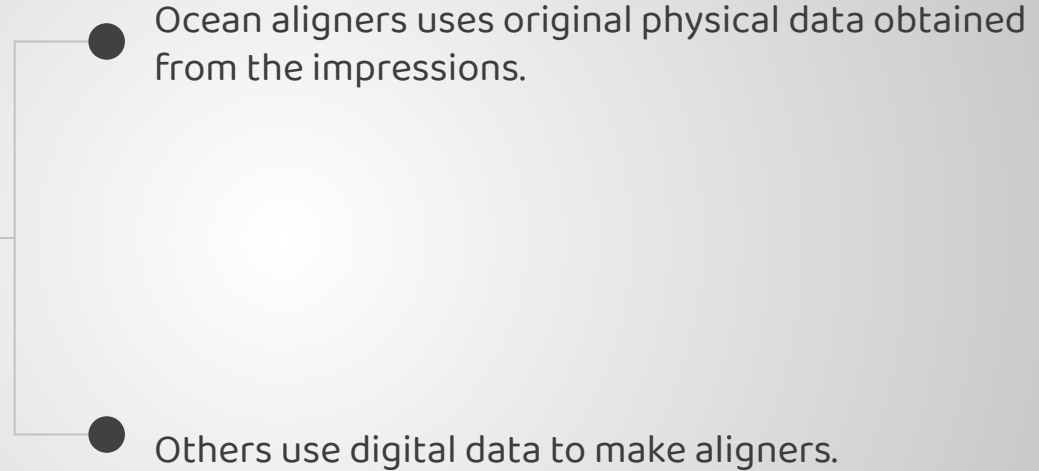 Ocean aligners uses original physical data obtained
from the impressions.
Others use digital data to make aligners.